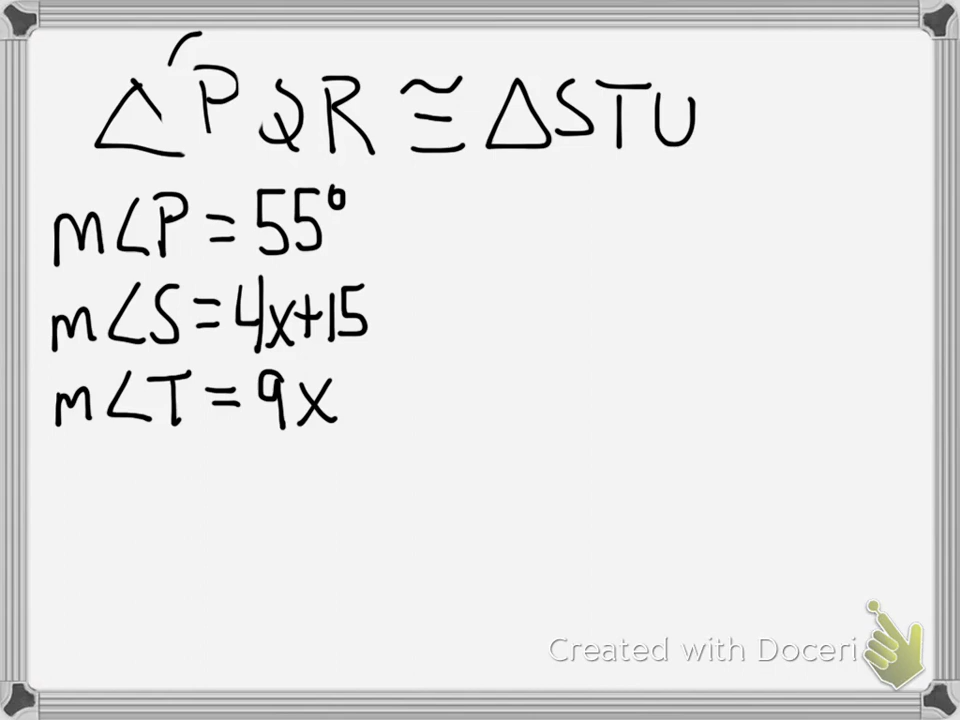 △PQR ≅ △STU
m∠P = 55°
m∠S = 4x+15
m∠T = 9x
Created with Doceri